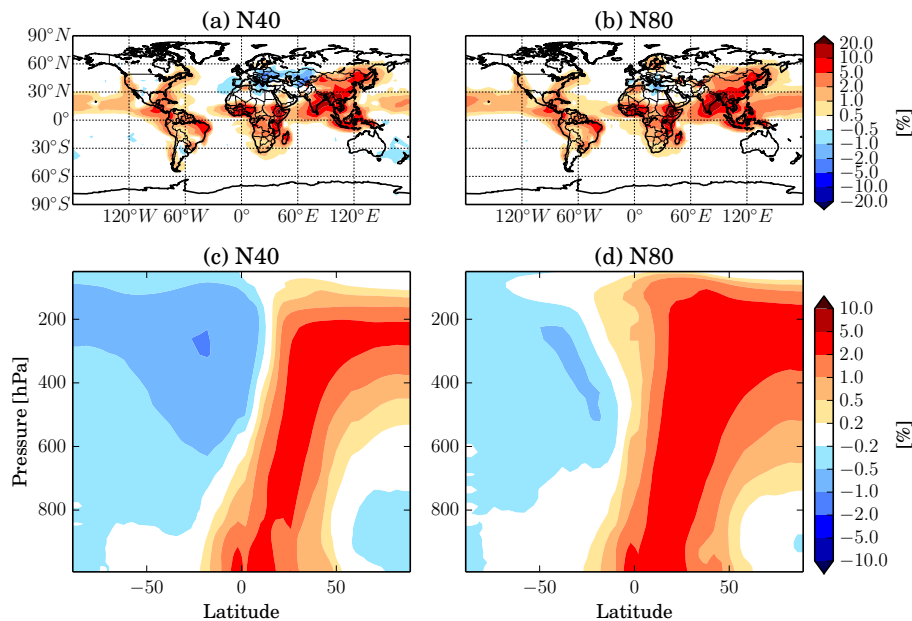 (a) N40
(b) N80
90°N
60°N
30°N
0°
30°S
60°S
90°S
120°W 60°W 0° 60°E 120°E
120°W 60°W 0° 60°E 120°E
20.0
10.0
5.0
2.0
1.0
0.5
−0.5
−1.0
−2.0
−5.0
−10.0
−20.0
[%]
(c) N40
(d) N80
Pressure [hPa]
200
400
600
800
−50 0 50
Latitude
−50 0 50
Latitude
10.0
5.0
2.0
1.0
0.5
0.2
−0.2
−0.5
−1.0
−2.0
−5.0
−10.0
[%]